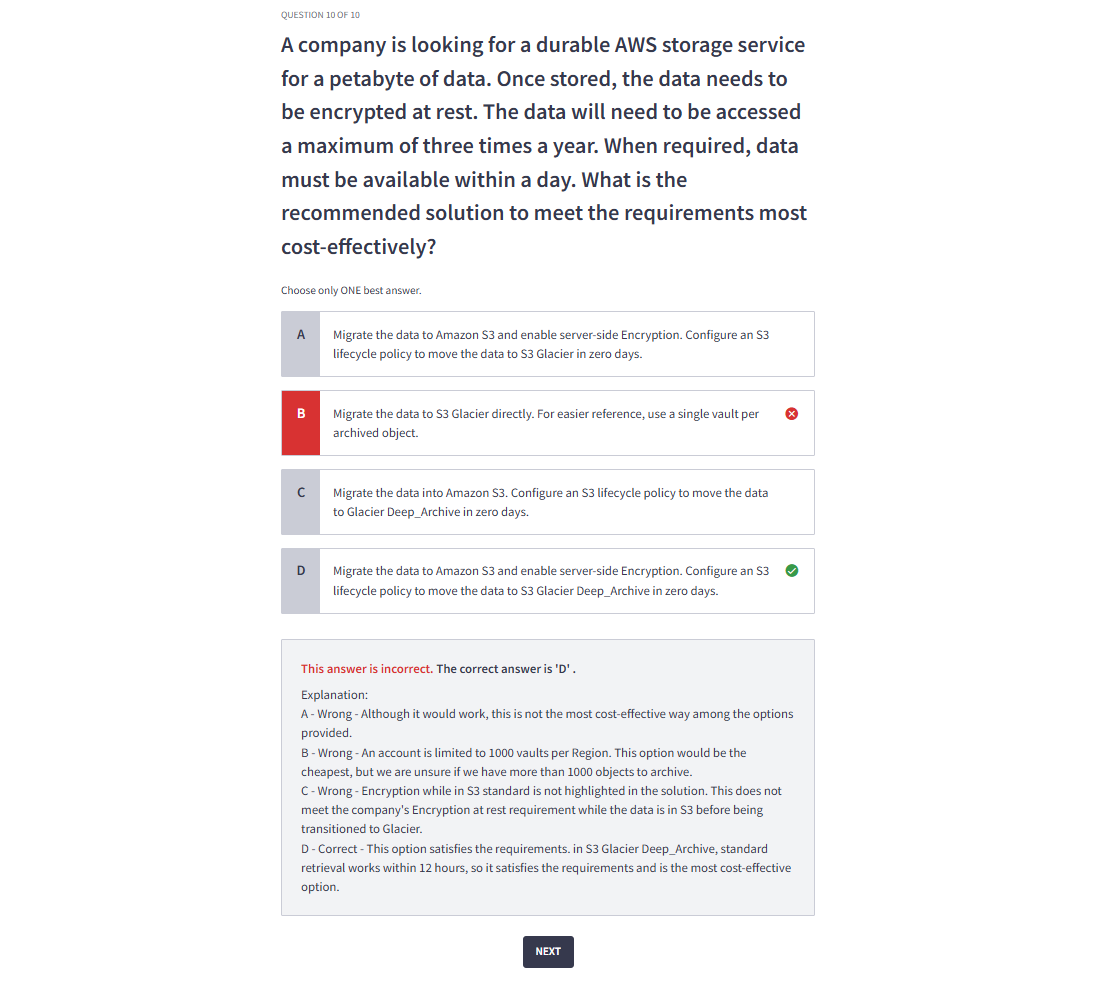 QUESTION 10 OF 10
A company is looking for a durable AWS storage service
for a petabyte of data. Once stored, the data needs to
be encrypted at rest. The data will need to be accessed
a maximum of three times a year. When required, data
must be available within a day. What is the
recommended solution to meet the requirements most
cost-effectively?
Choose only ONE best answer.
A
Migrate the data to Amazon S3 and enable server-side Encryption. Configure an S3
lifecycle policy to move the data to S3 Glacier in zero days.
B
Migrate the data to S3 Glacier directly. For easier reference, use a single vault per
archived object.
C
Migrate the data into Amazon S3. Configure an S3 lifecycle policy to move the data
to Glacier Deep_Archive in zero days.
D
Migrate the data to Amazon S3 and enable server-side Encryption. Configure an S3
lifecycle policy to move the data to S3 Glacier Deep_Archive in zero days.
This answer is incorrect. The correct answer is 'D' .
Explanation:
A - Wrong - Although it would work, this is not the most cost-effective way among the options
provided.
B - Wrong - An account is limited to 1000 vaults per Region. This option would be the
cheapest, but we are unsure if we have more than 1000 objects to archive.
C - Wrong - Encryption while in S3 standard is not highlighted in the solution. This does not
meet the company's Encryption at rest requirement while the data is in S3 before being
transitioned to Glacier.
D - Correct - This option satisfies the requirements. in S3 Glacier Deep_Archive, standard
retrieval works within 12 hours, so it satisfies the requirements and is the most cost-effective
option.
NEXT